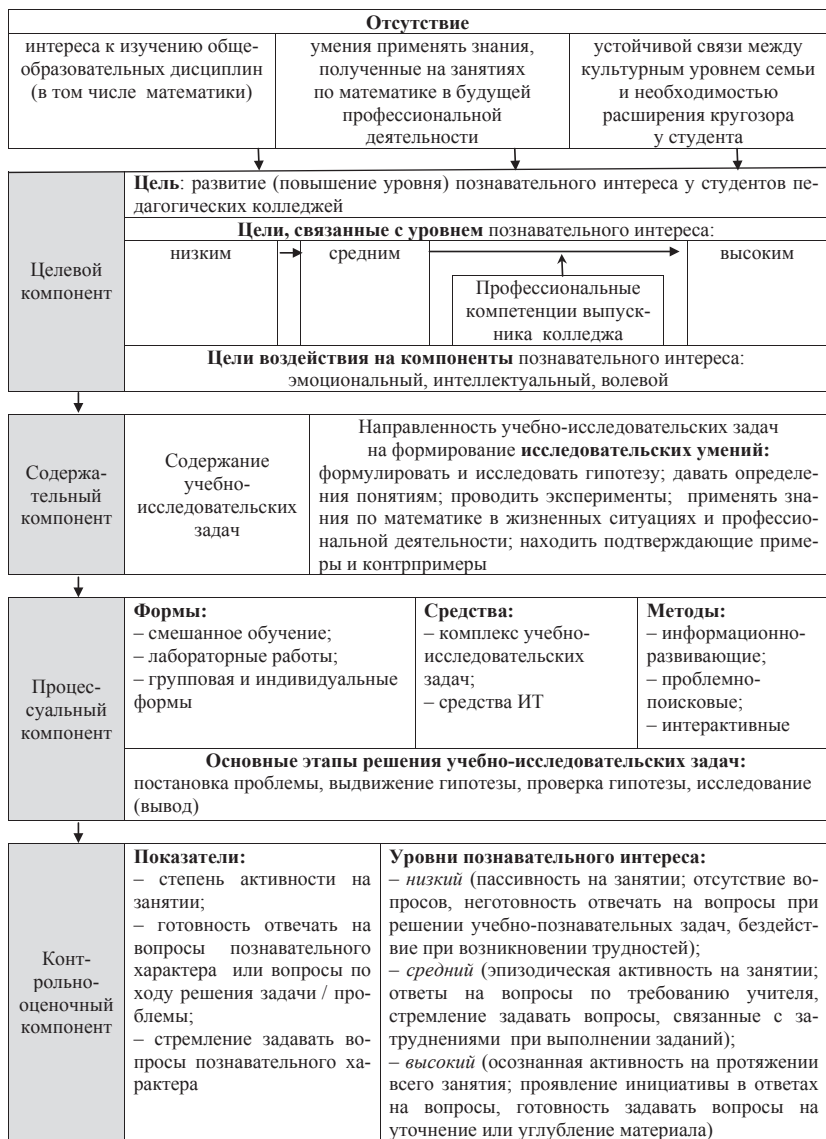 Отсутствие
интереса к изучению обще-
образовательных дисциплин
(в том числе математики)
умения применять знания,
полученные на занятиях
по математике в будущей
профессиональной
деятельности
устойчивой связи между
культурным уровнем семьи
и необходимостью
расширения кругозора
у студента
Целевой
компонент
Цель: развитие (повышение уровня) познавательного интереса у студентов пе-
дагогических колледжей
Цели, связанные с уровнем познавательного интереса:
низким
средним
высоким
Профессиональные
компетенции выпуск-
ника колледжа
Цели воздействия на компоненты познавательного интереса:
эмоциональный, интеллектуальный, волевой
Содержа-
тельный
компонент
Содержание
учебно-
исследовательских
задач
Направленность учебно-исследовательских задач
на формирование исследовательских умений:
формулировать и исследовать гипотезу; давать определе-
ния понятиям; проводить эксперименты; применять зна-
ния по математике в жизненных ситуациях и профессио-
нальной деятельности; находить подтверждающие приме-
ры и контрпримеры
Процес-
суальный
компонент
Формы:
– смешанное обучение;
– лабораторные работы;
– групповая и индивидуальные
формы
Средства:
– комплекс учебно-
исследовательских
задач;
– средства ИТ
Методы:
– информационно-
развивающие;
– проблемно-
поисковые;
– интерактивные
Основные этапы решения учебно-исследовательских задач:
постановка проблемы, выдвижение гипотезы, проверка гипотезы, исследование
(вывод)
Конт-
рольно-
оценочный
компонент
Показатели:
– степень активности на
занятии;
– готовность отвечать на
вопросы познавательного
характера или вопросы по
ходу решения задачи / про-
блемы;
– стремление задавать во-
просы познавательного ха-
рактера
Уровни познавательного интереса:
– низкий (пассивность на занятии; отсутствие во-
просов, неготовность отвечать на вопросы при
решении учебно-познавательных задач, бездейст-
вие при возникновении трудностей);
– средний (эпизодическая активность на занятии;
ответы на вопросы по требованию учителя,
стремление задавать вопросы, связанные с за-
труднениями при выполнении заданий);
– высокий (осознанная активность на протяжении
всего занятия; проявление инициативы в ответах
на вопросы, готовность задавать вопросы на
уточнение или углубление материала)